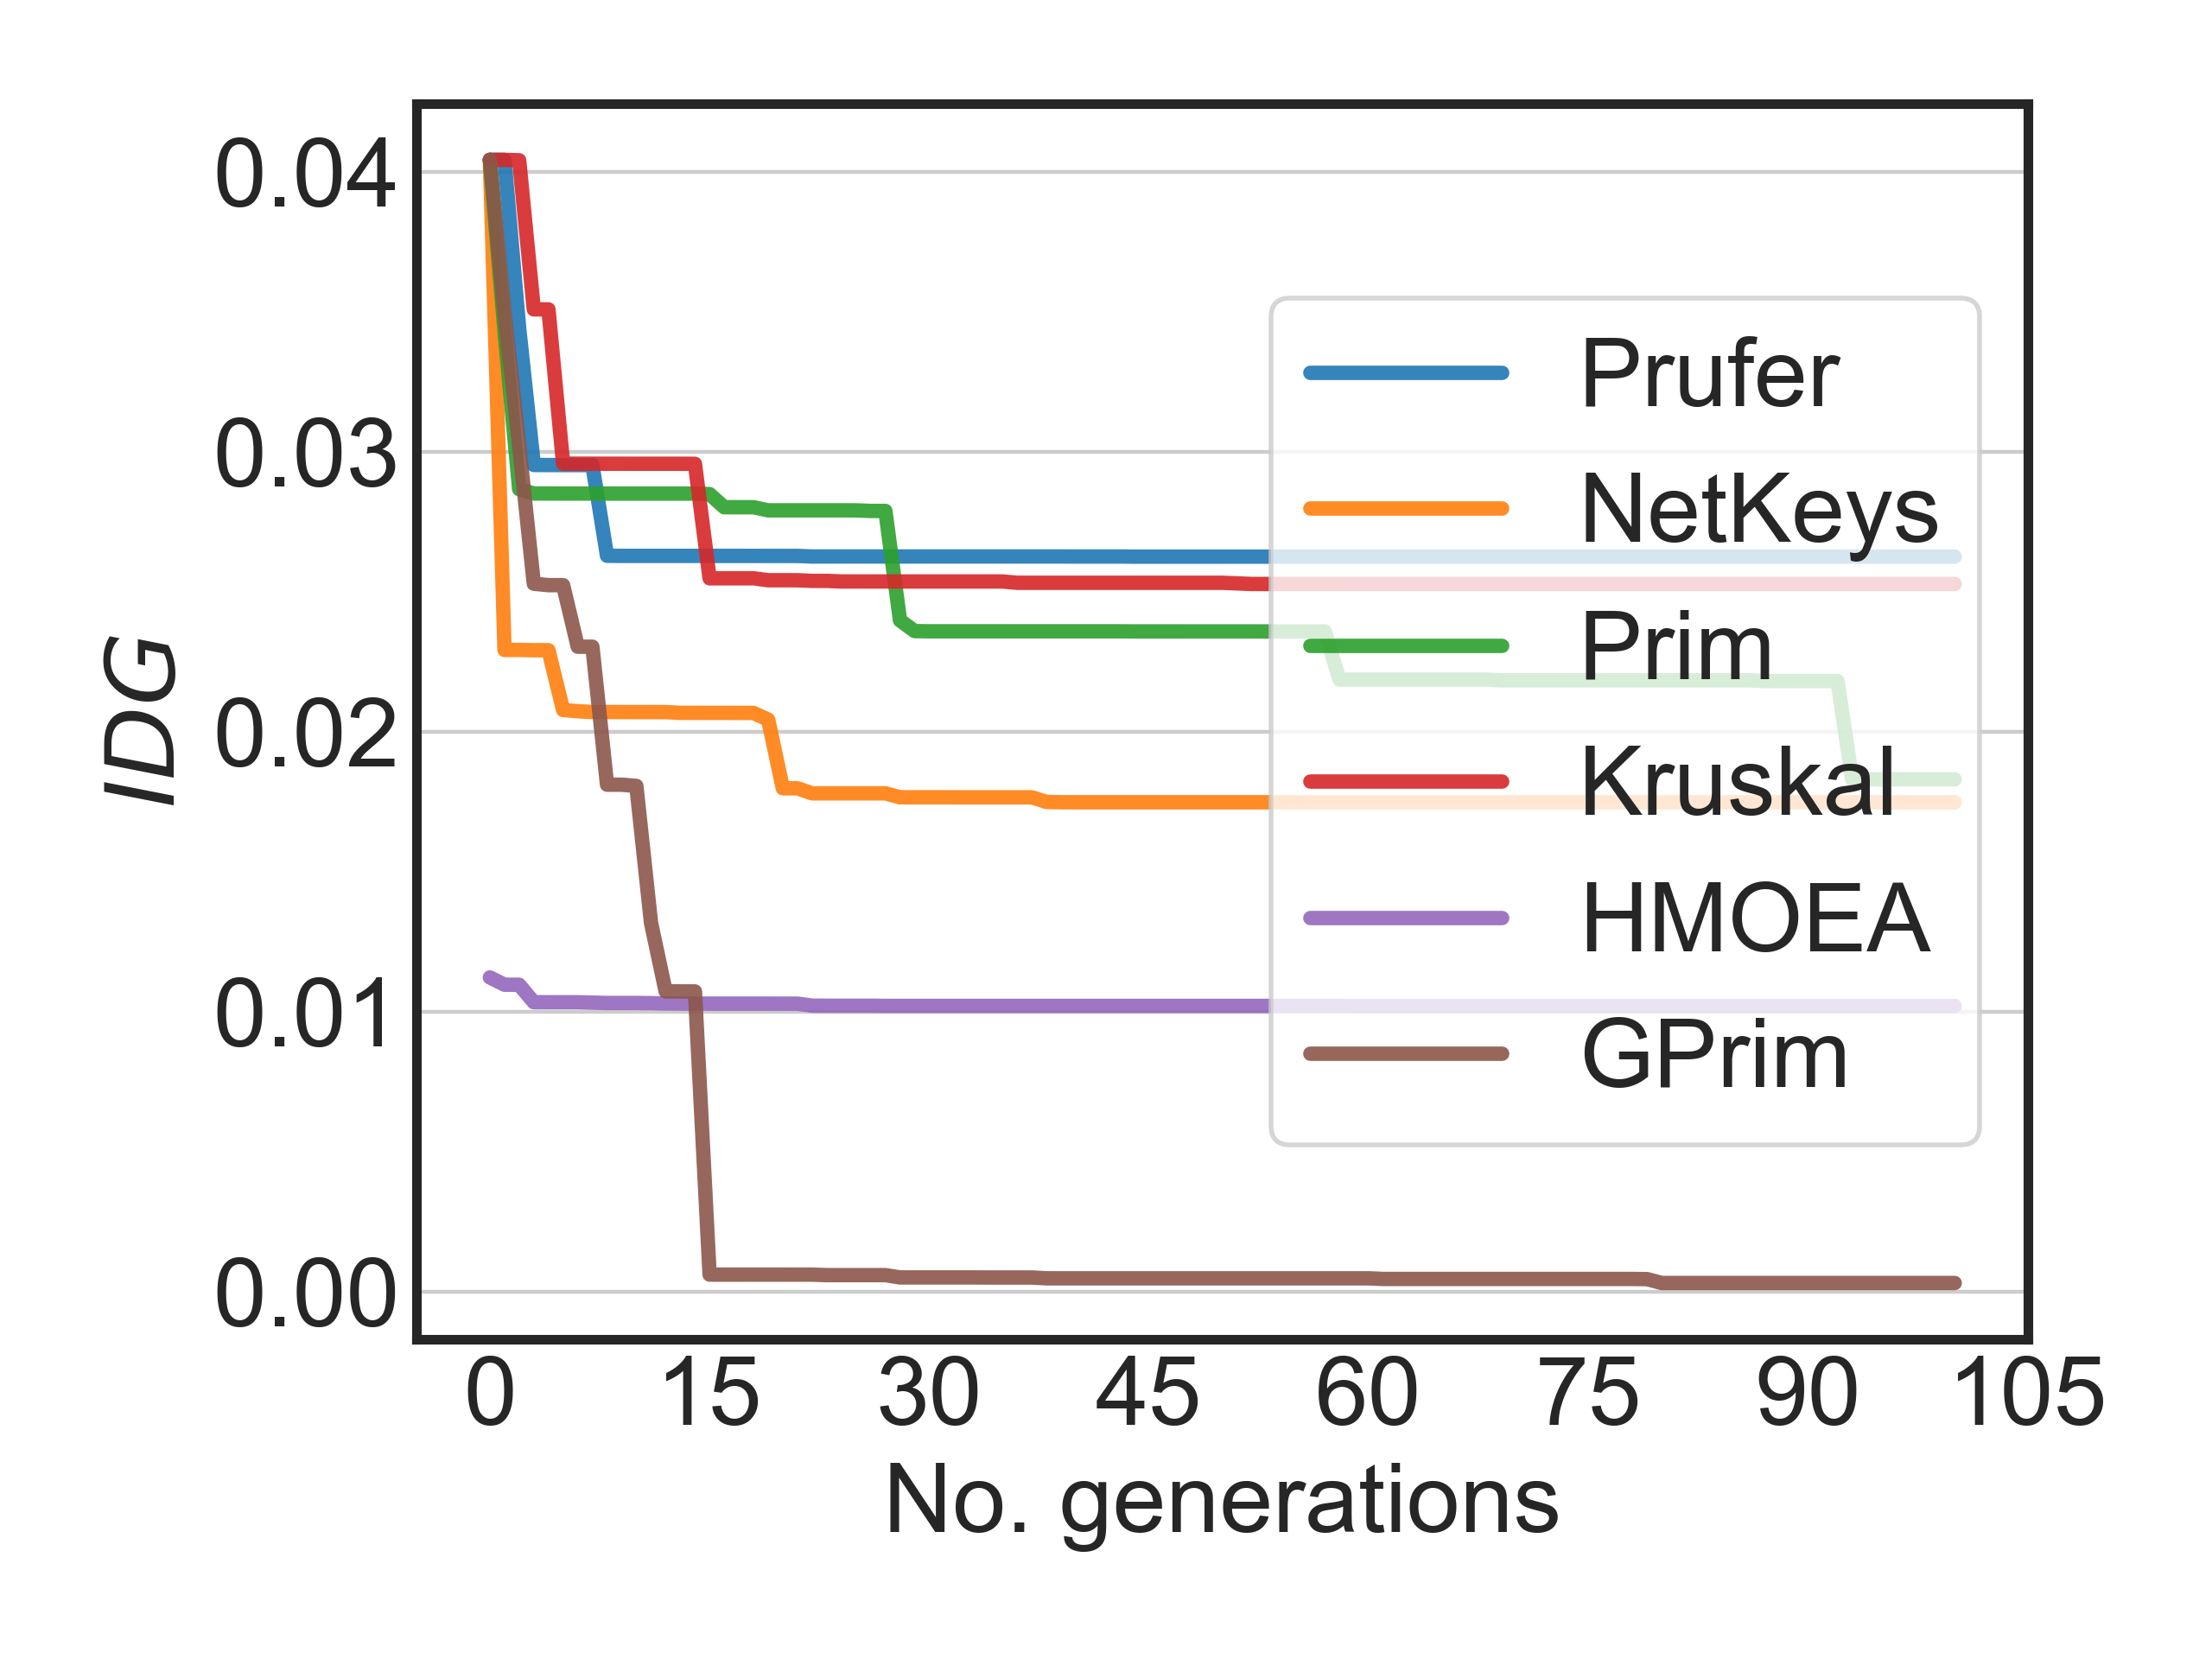 0.04
0.03
0.02
0.01
0.00
IDG
0 15 30 45 60 75 90 105
No. generations
Prufer
NetKeys
Prim
Kruskal
HMOEA
GPrim